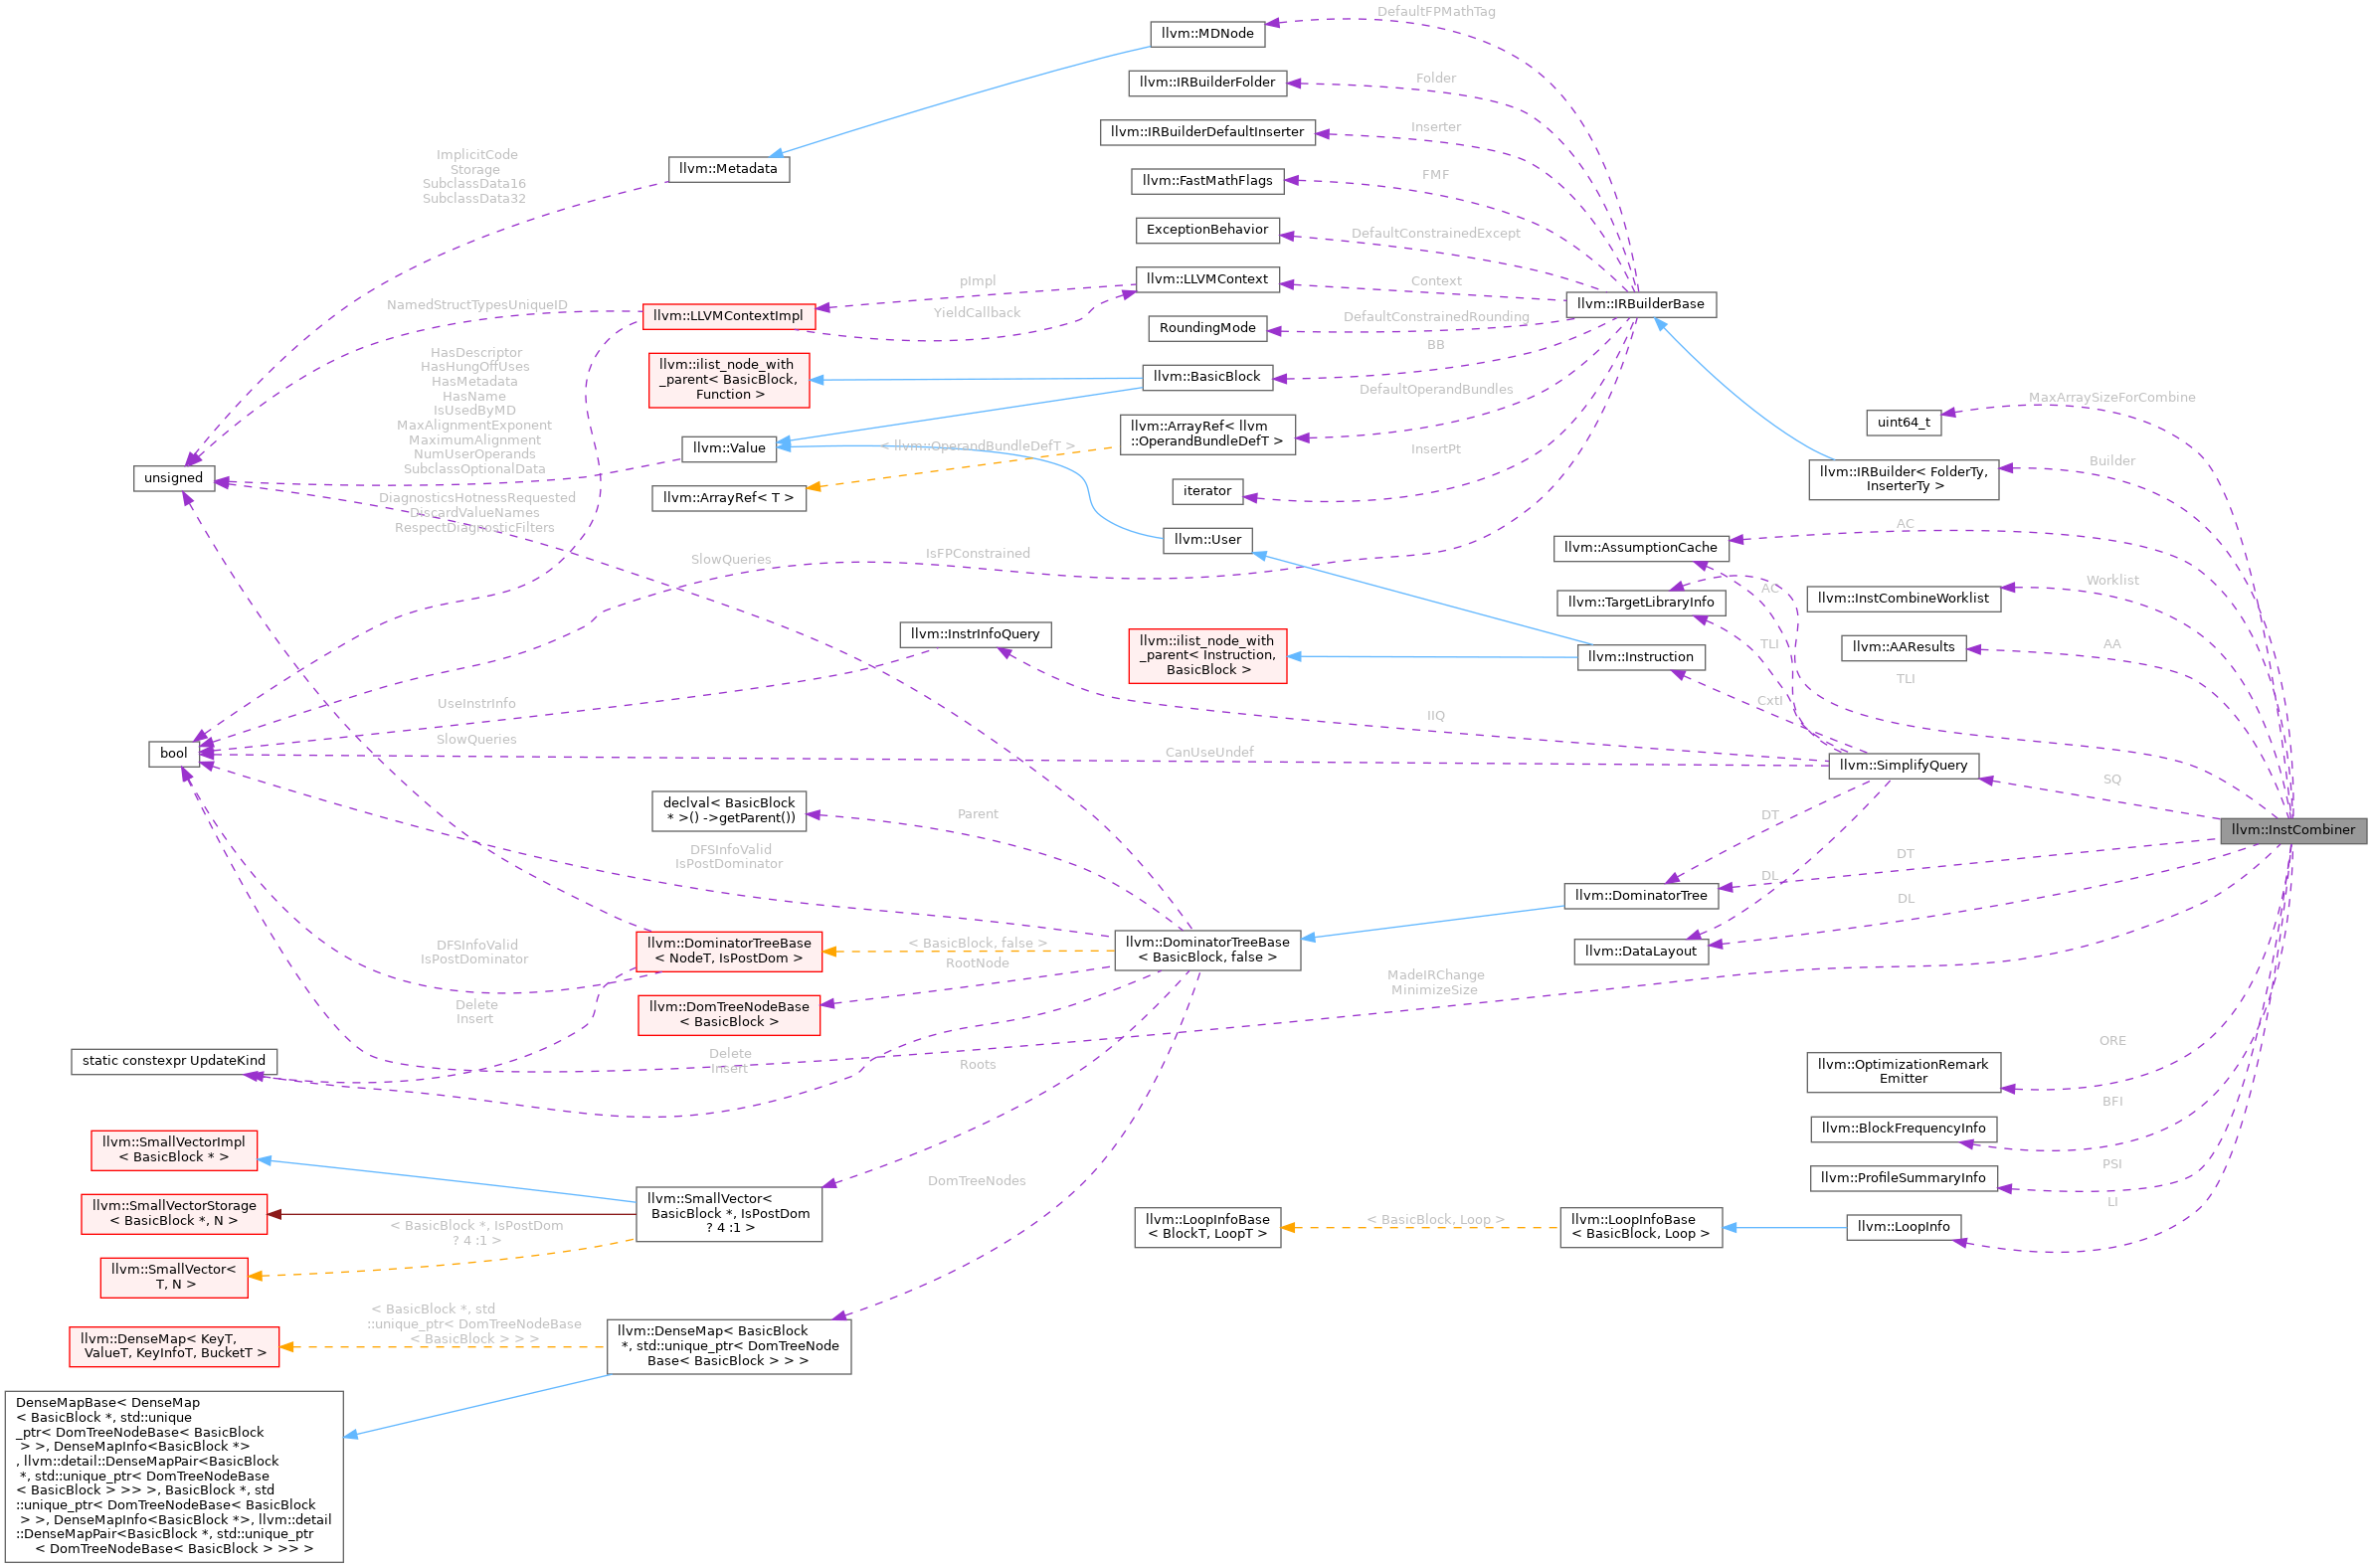 DefaultFPMathTag
llvm::MDNode
Folder
llvm::IRBuilderFolder
Inserter
llvm::IRBuilderDefaultInserter
ImplicitCode
Storage
SubclassData16
SubclassData32
llvm::Metadata
FMF
llvm::FastMathFlags
ExceptionBehavior
DefaultConstrainedExcept
pImpl
llvm::LLVMContext
Context
NamedStructTypesUniqueID
llvm::LLVMContextImpl
YieldCallback
llvm::IRBuilderBase
RoundingMode
DefaultConstrainedRounding
BB
HasDescriptor
HasHungOffUses
HasMetadata
HasName
IsUsedByMD
MaxAlignmentExponent
MaximumAlignment
NumUserOperands
SubclassOptionalData
llvm::ilist_node_with
_parent< BasicBlock,
Function >
llvm::BasicBlock
DefaultOperandBundles
MaxArraySizeForCombine
uint64_t
llvm::ArrayRef< llvm
::OperandBundleDefT >
llvm::Value
< llvm::OperandBundleDefT >
InsertPt
Builder
llvm::IRBuilder< FolderTy,
InserterTy >
unsigned
llvm::ArrayRef< T >
iterator
DiagnosticsHotnessRequested
DiscardValueNames
RespectDiagnosticFilters
AC
llvm::User
llvm::AssumptionCache
SlowQueries
IsFPConstrained
Worklist
AC
llvm::InstCombineWorklist
llvm::TargetLibraryInfo
llvm::InstrInfoQuery
llvm::ilist_node_with
_parent< Instruction,
BasicBlock >
llvm::Instruction
TLI
llvm::AAResults
AA
TLI
UseInstrInfo
CxtI
IIQ
SlowQueries
bool
CanUseUndef
llvm::SimplifyQuery
SQ
declval< BasicBlock
* >() ->getParent())
Parent
DT
llvm::InstCombiner
DFSInfoValid
IsPostDominator
DT
DL
llvm::DominatorTree
DL
DFSInfoValid
IsPostDominator
llvm::DominatorTreeBase
< NodeT, IsPostDom >
< BasicBlock, false >
llvm::DominatorTreeBase
< BasicBlock, false >
llvm::DataLayout
RootNode
MadeIRChange
MinimizeSize
Delete
Insert
llvm::DomTreeNodeBase
< BasicBlock >
static constexpr UpdateKind
Delete
Insert
Roots
ORE
llvm::OptimizationRemark
Emitter
BFI
llvm::BlockFrequencyInfo
llvm::SmallVectorImpl
< BasicBlock * >
PSI
llvm::ProfileSummaryInfo
DomTreeNodes
llvm::SmallVectorStorage
< BasicBlock *, N >
llvm::SmallVector<
BasicBlock *, IsPostDom
? 4 :1 >
LI
< BasicBlock *, IsPostDom
? 4 :1 >
llvm::LoopInfoBase
< BlockT, LoopT >
< BasicBlock, Loop >
llvm::LoopInfoBase
< BasicBlock, Loop >
llvm::LoopInfo
llvm::SmallVector<
T, N >
< BasicBlock *, std
::unique_ptr< DomTreeNodeBase
< BasicBlock > > >
llvm::DenseMap< KeyT,
ValueT, KeyInfoT, BucketT >
llvm::DenseMap< BasicBlock
*, std::unique_ptr< DomTreeNode
Base< BasicBlock > > >
DenseMapBase< DenseMap
< BasicBlock *, std::unique
_ptr< DomTreeNodeBase< BasicBlock
> >, DenseMapInfo<BasicBlock *>
, llvm::detail::DenseMapPair<BasicBlock
*, std::unique_ptr< DomTreeNodeBase
< BasicBlock > >> >, BasicBlock *, std
::unique_ptr< DomTreeNodeBase< BasicBlock
> >, DenseMapInfo<BasicBlock *>, llvm::detail
::DenseMapPair<BasicBlock *, std::unique_ptr
< DomTreeNodeBase< BasicBlock > >> >